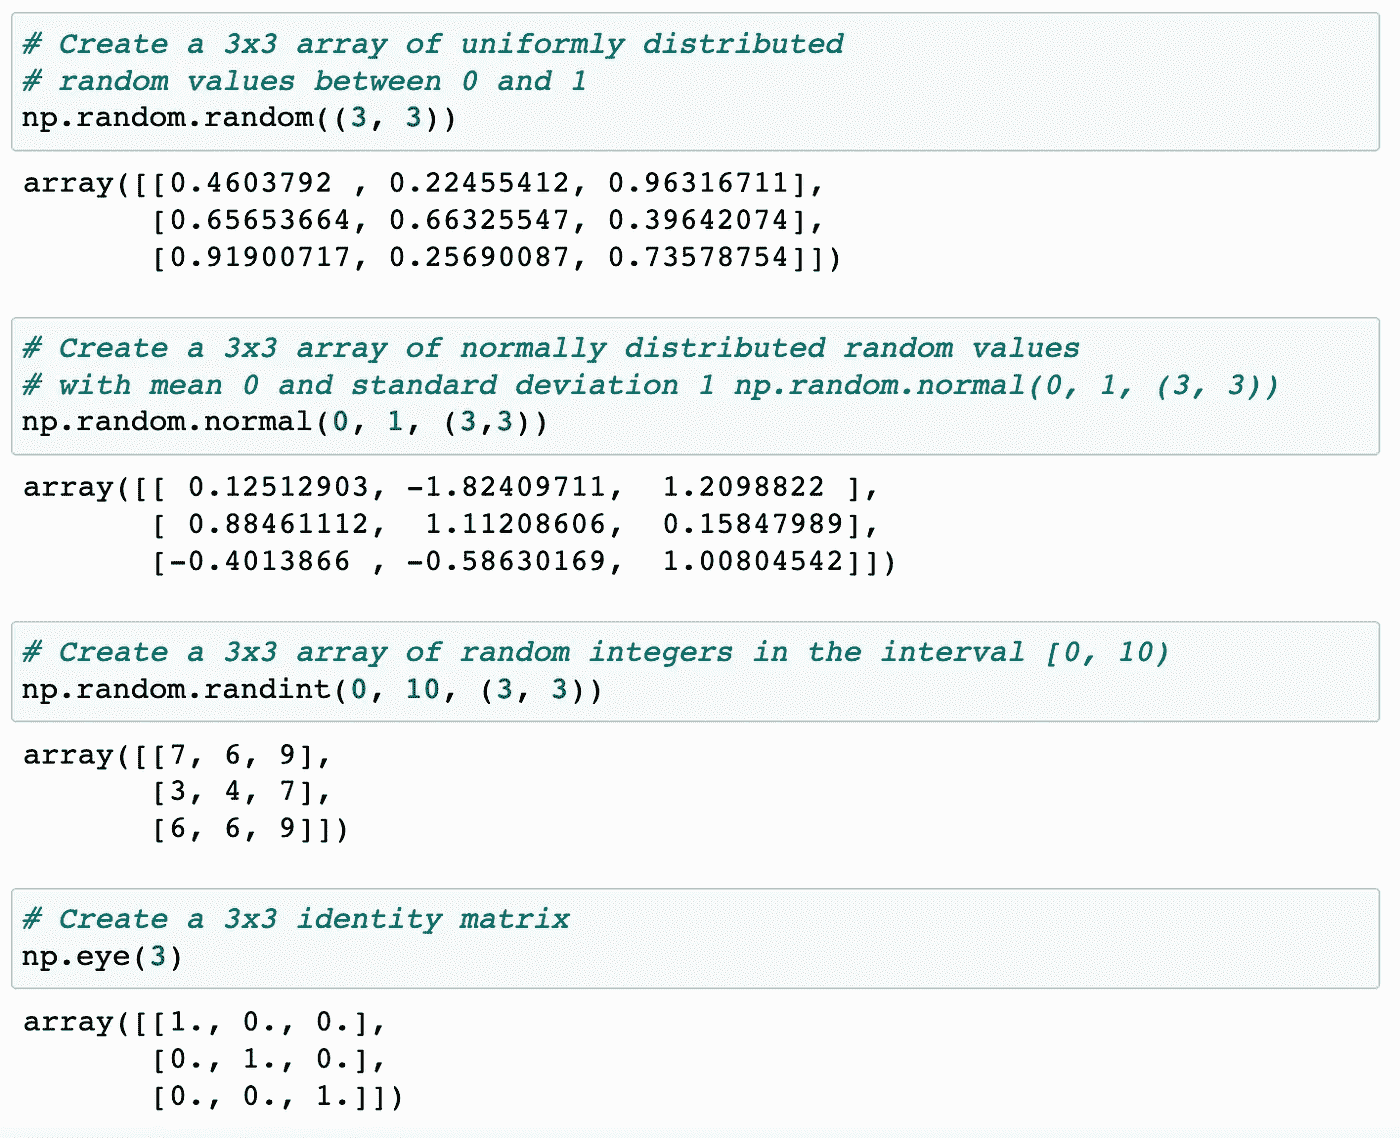 # Create a 3x3 array of uniformly distributed
# random values between 0 and 1
np.random.random((3, 3))
array([[0.4603792 , 0.22455412, 0.96316711],
       [0.65653664, 0.66325547, 0.39642074],
       [0.91900717, 0.25690087, 0.73578754]])
# Create a 3x3 array of normally distributed random values
# with mean 0 and standard deviation 1 np.random.normal(0, 1, (3, 3))
np.random.normal(0, 1, (3,3))
array([[ 0.12512903, -1.82409711,  1.2098822 ],
       [ 0.88461112,  1.11208606,  0.15847989],
       [-0.4013866 , -0.58630169,  1.00804542]])
# Create a 3x3 array of random integers in the interval [0, 10)
np.random.randint(0, 10, (3, 3))
array([[7, 6, 9],
       [3, 4, 7],
       [6, 6, 9]])
# Create a 3x3 identity matrix
np.eye(3)
array([[1., 0., 0.],
       [0., 1., 0.],
       [0., 0., 1.]])